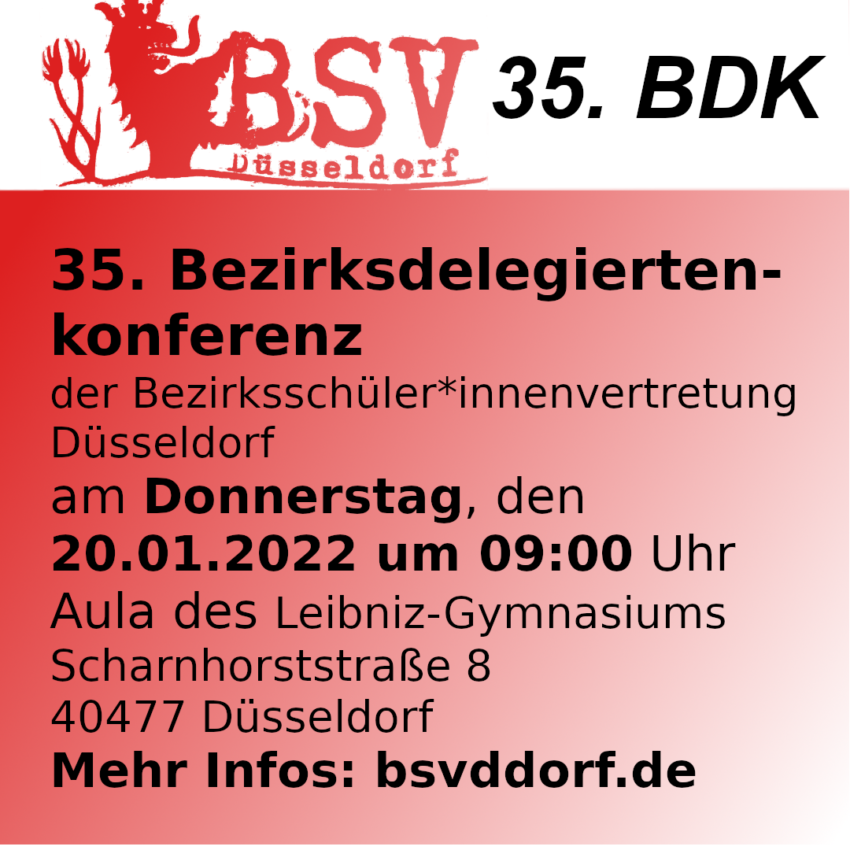 BSV
Düsseldorf
35. BDK
35. Bezirksdelegierten-
konferenz
der Bezirksschüler*innenvertretung
Düsseldorf
am Donnerstag, den
20.01.2022 um 09:00 Uhr
Aula des Leibniz-Gymnasiums
Scharnhorststraße 8
40477 Düsseldorf
Mehr Infos: bsvddorf.de